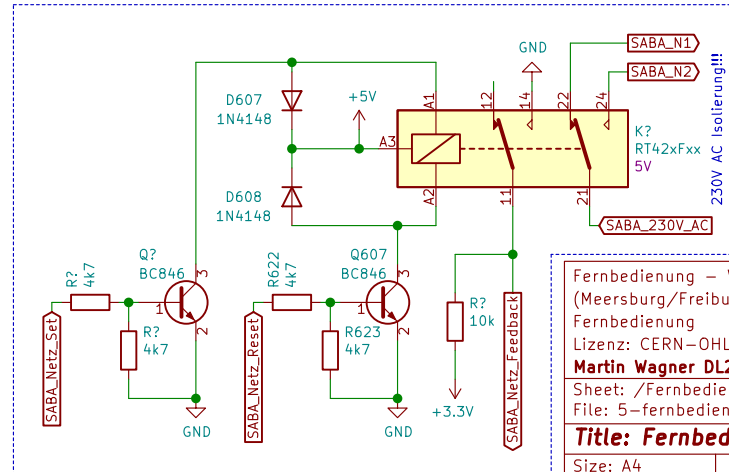 SABA_N1
GND
SABA_N2
230V AC Isolierung!!!
D607
1N4148
+5V
A1
12
14
22
24
K?
RT42xFxx
5V
A3
D608
1N4148
A2
11
21
SABA_230V_AC
Q?
BC846
3
R?
4k7
1
2
R?
4k7
SABA_Netz_Set
GND
R622
4k7
Q607
BC846
3
1
2
R623
4k7
SABA_Netz_Reset
GND
R?
10k
+3.3V
SABA_Netz_Feedback
Fernbedienung –
(Meersburg/Freibu
Fernbedienung
Lizenz: CERN–OHL
Martin Wagner DL2
Sheet: /Fernbedie
File: 5–fernbedien
Title: Fernbed
Size: A4